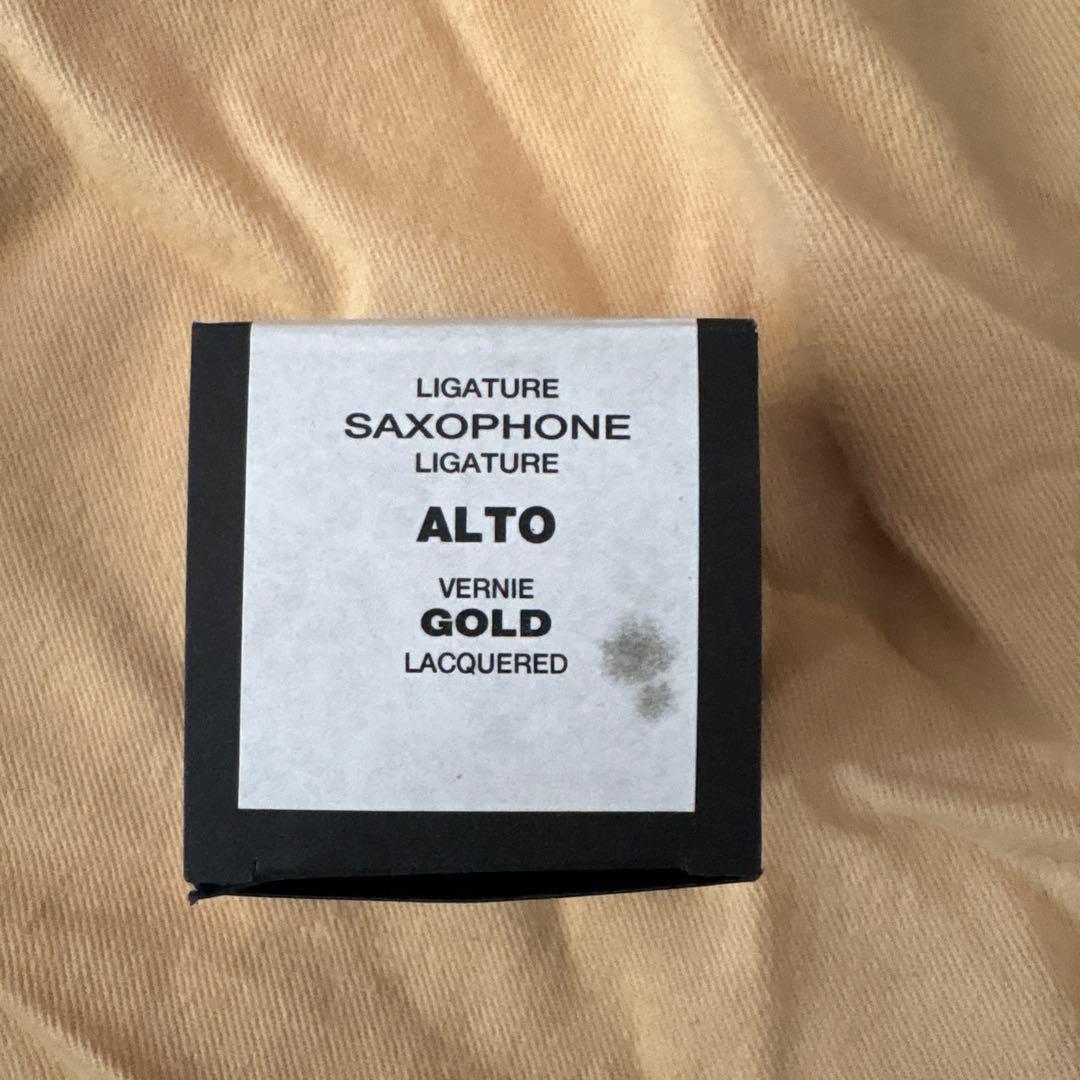 LIGATURE
SAXOPHONE
LIGATURE
ALTO
VERNIE
GOLD
LACQUERED